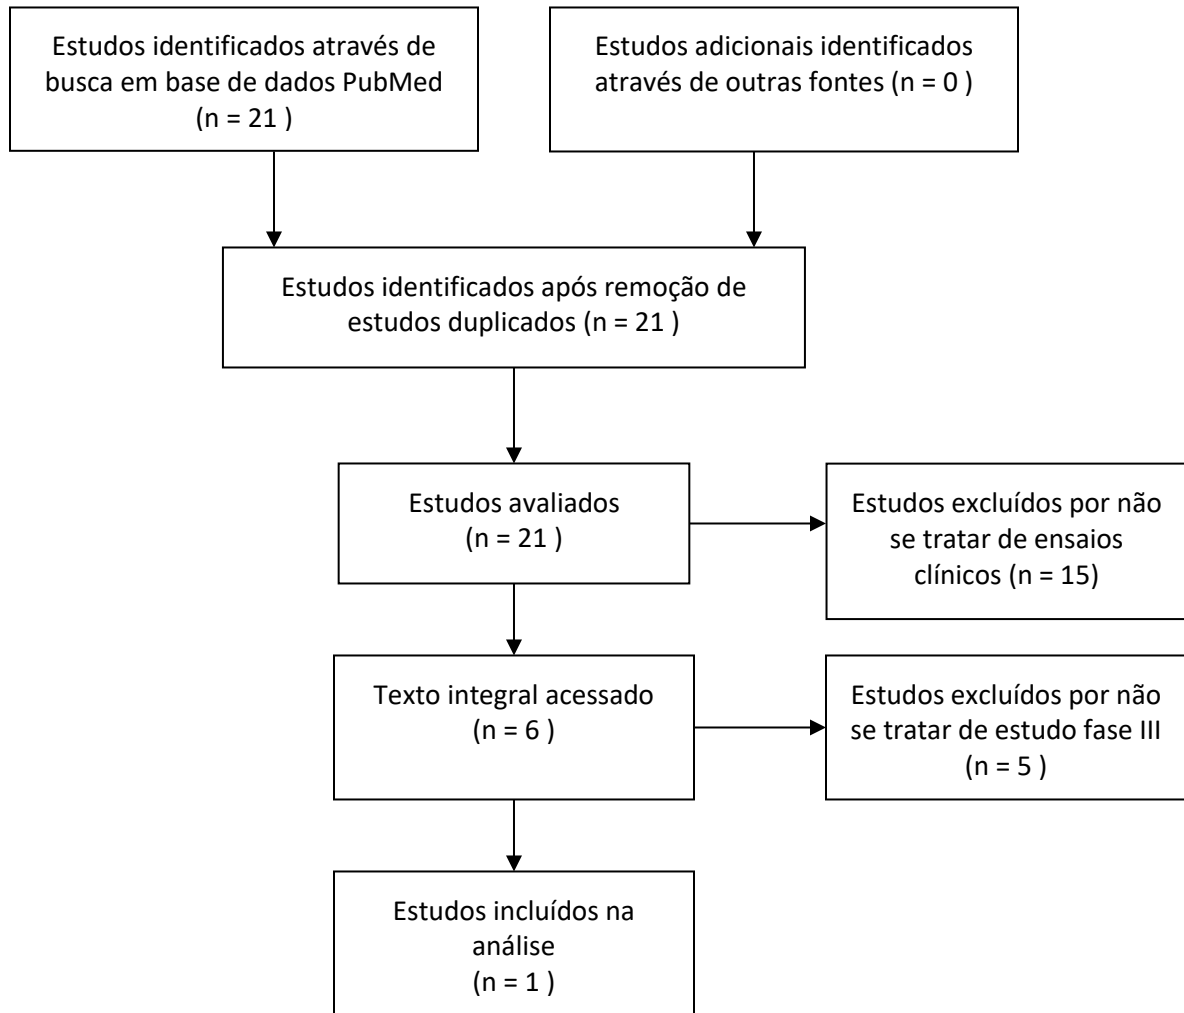 Estudos identificados através de
busca em base de dados PubMed
(n = 21 )
Estudos adicionais identificados
através de outras fontes (n = 0 )
Estudos identificados após remoção de
estudos duplicados (n = 21 )
Estudos avaliados
(n = 21 )
Estudos excluídos por não
se tratar de ensaios
clínicos (n = 15)
Texto integral acessado
(n = 6 )
Estudos excluídos por não
se tratar de estudo fase III
(n = 5 )
Estudos incluídos na
análise
(n = 1 )